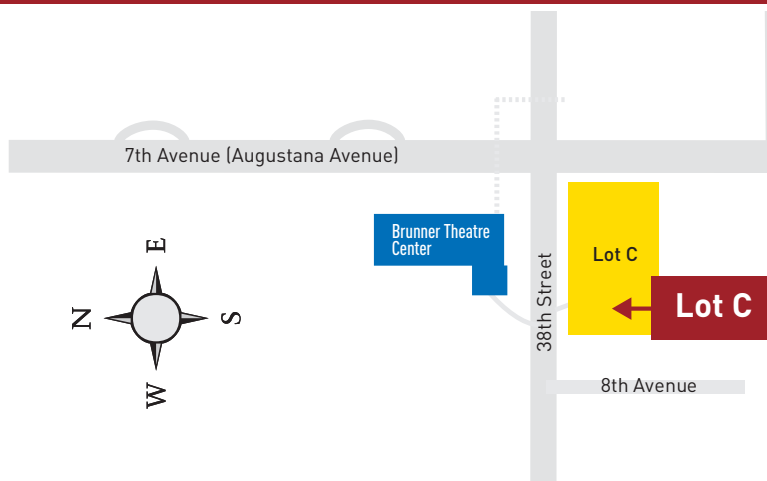 7th Avenue (Augustana Avenue)
Brunner Theatre
Center
38th Street
Lot C
Lot C
8th Avenue
E
N
S
W